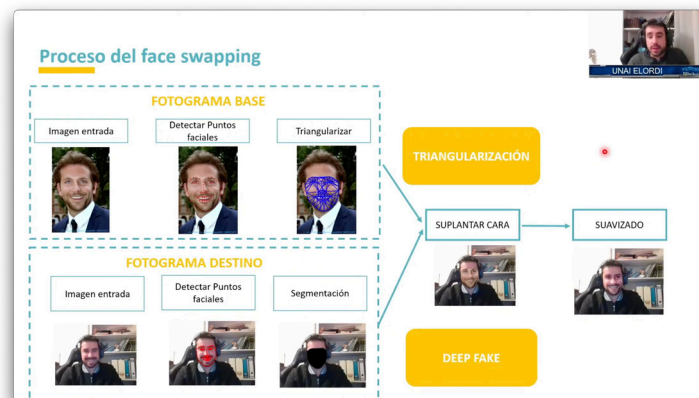 Proceso del face swapping
UNAI ELORDI
FOTOGRAMA BASE
Imagen entrada
Detectar Puntos
faciales
Triangularizar
TRIANGULARIZACIÓN
SUPLANTAR CARA
SUAVIZADO
FOTOGRAMA DESTINO
Imagen entrada
Detectar Puntos
faciales
Segmentación
DEEP FAKE